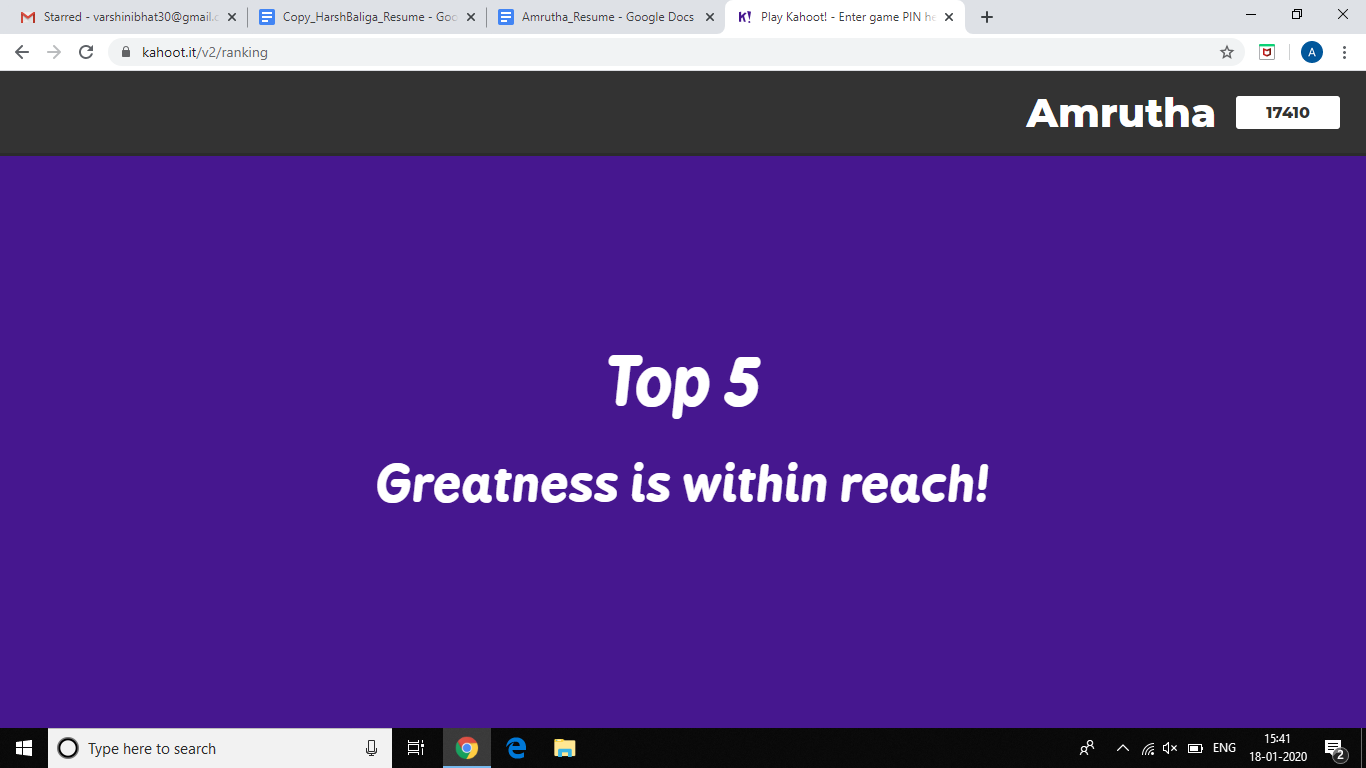 Starred - varshinibhat30@gmail.c
Copy_HarshBaliga_Resume - Goo
Amrutha_Resume - Google Docs
K! Play Kahoot! - Enter game PIN he
kahoot.it/v2/ranking
A
Amrutha 17410
Top 5
Greatness is within reach!
Type here to search
ENG
15:41
18-01-2020
2